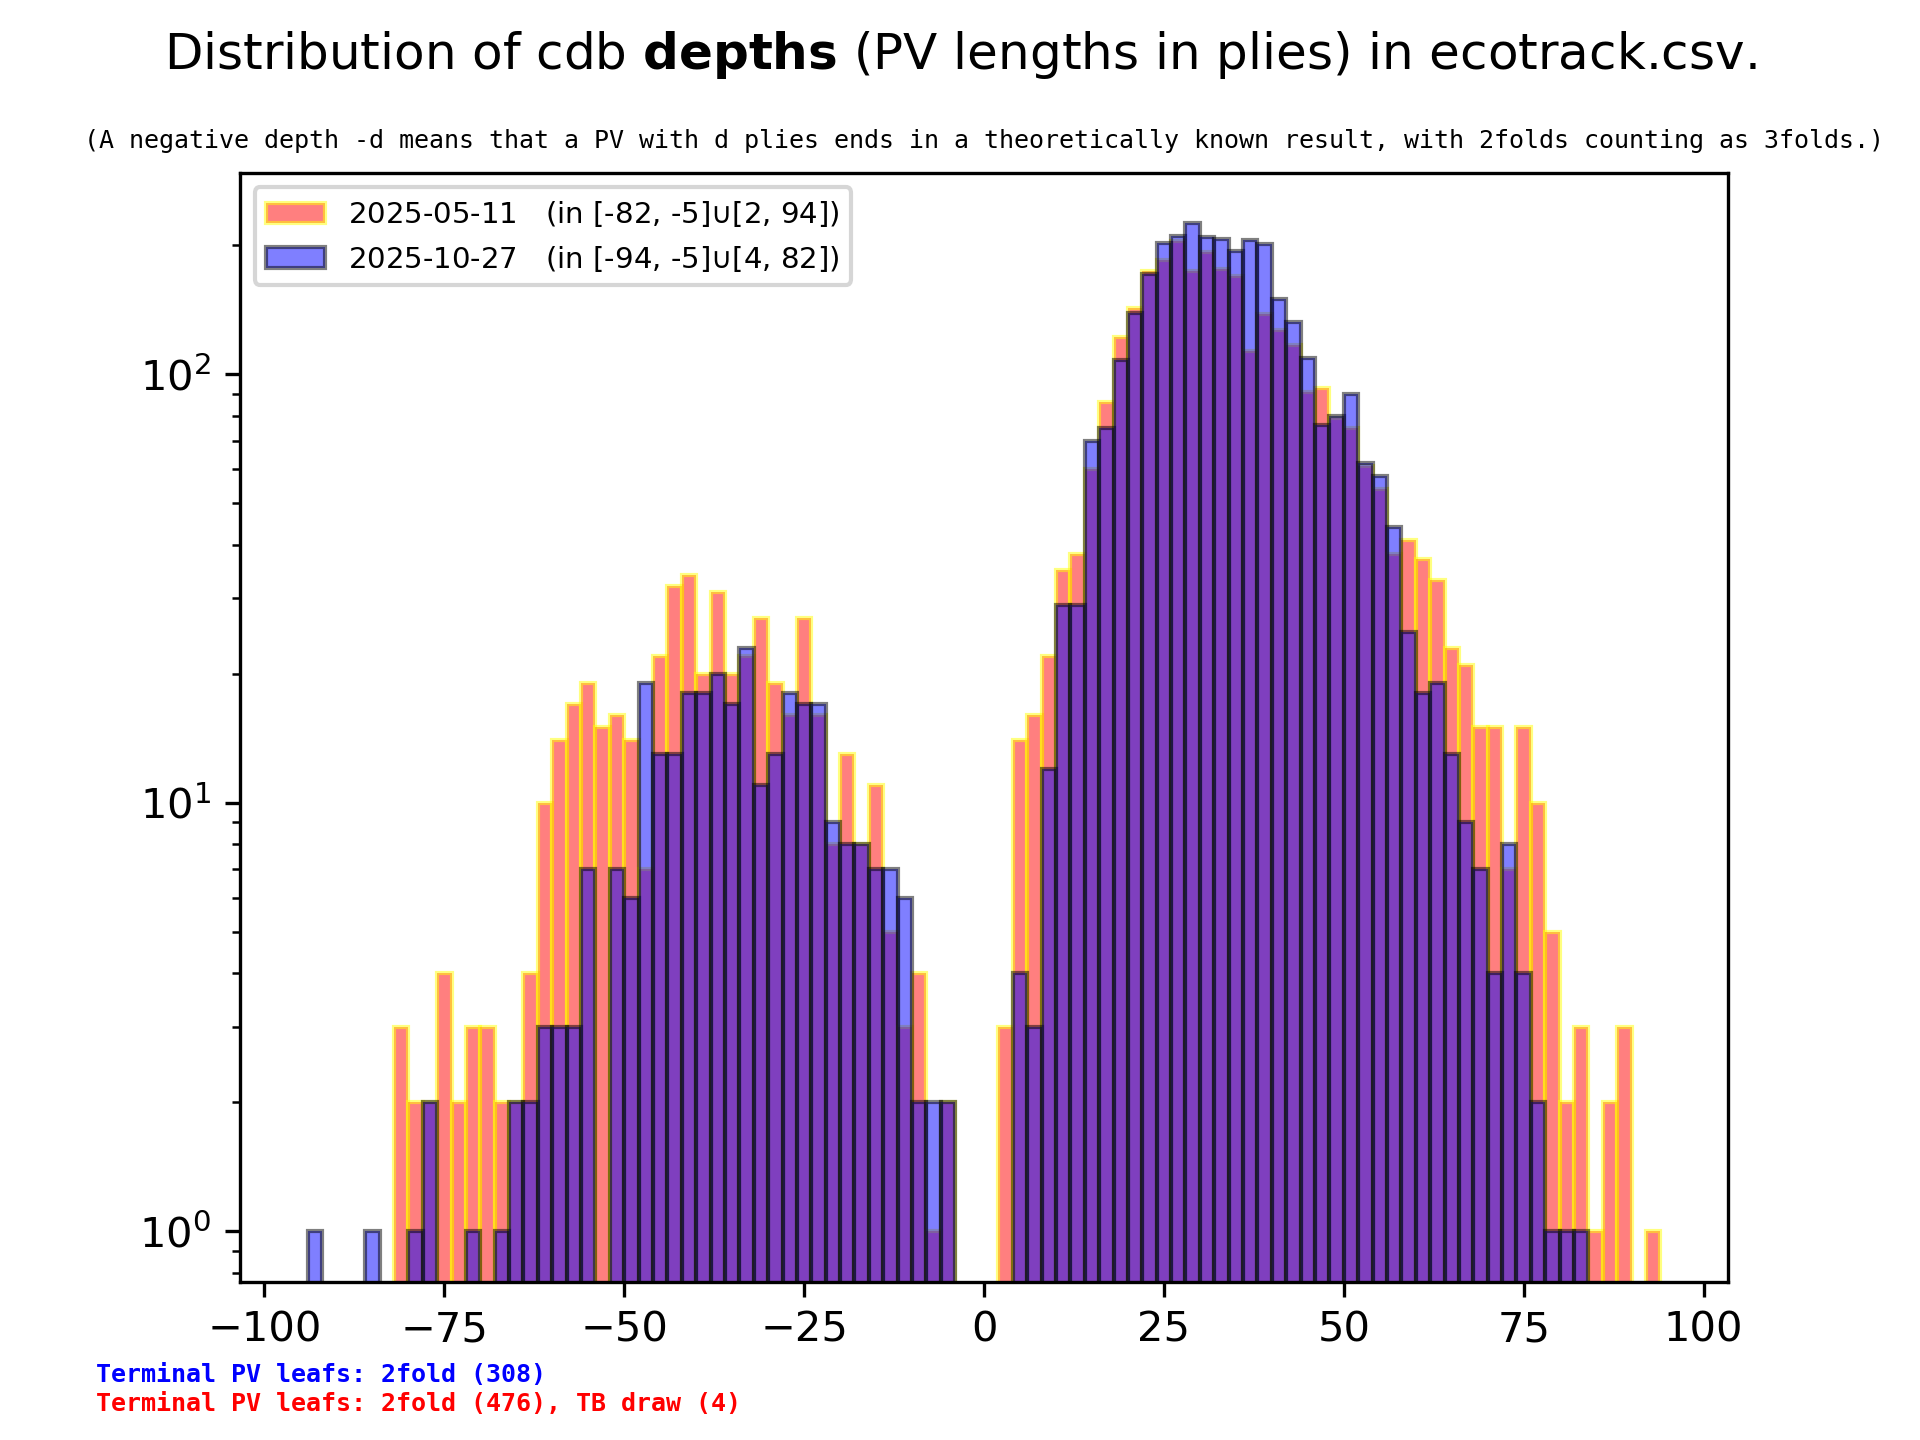 Distribution of cdb depths (PV lengths in plies) in ecotrack.csv.
(A negative depth -d means that a PV with d plies ends in a theoretically known result, with 2folds counting as 3folds.)
2025-05-11 (in [-82, -5]∪[2, 94])
2025-10-27 (in [-94, -5]∪[4, 82])
10²
10¹
10⁰
−100 −75 −50 −25 0 25 50 75 100
Terminal PV leafs: 2fold (308)
Terminal PV leafs: 2fold (476), TB draw (4)